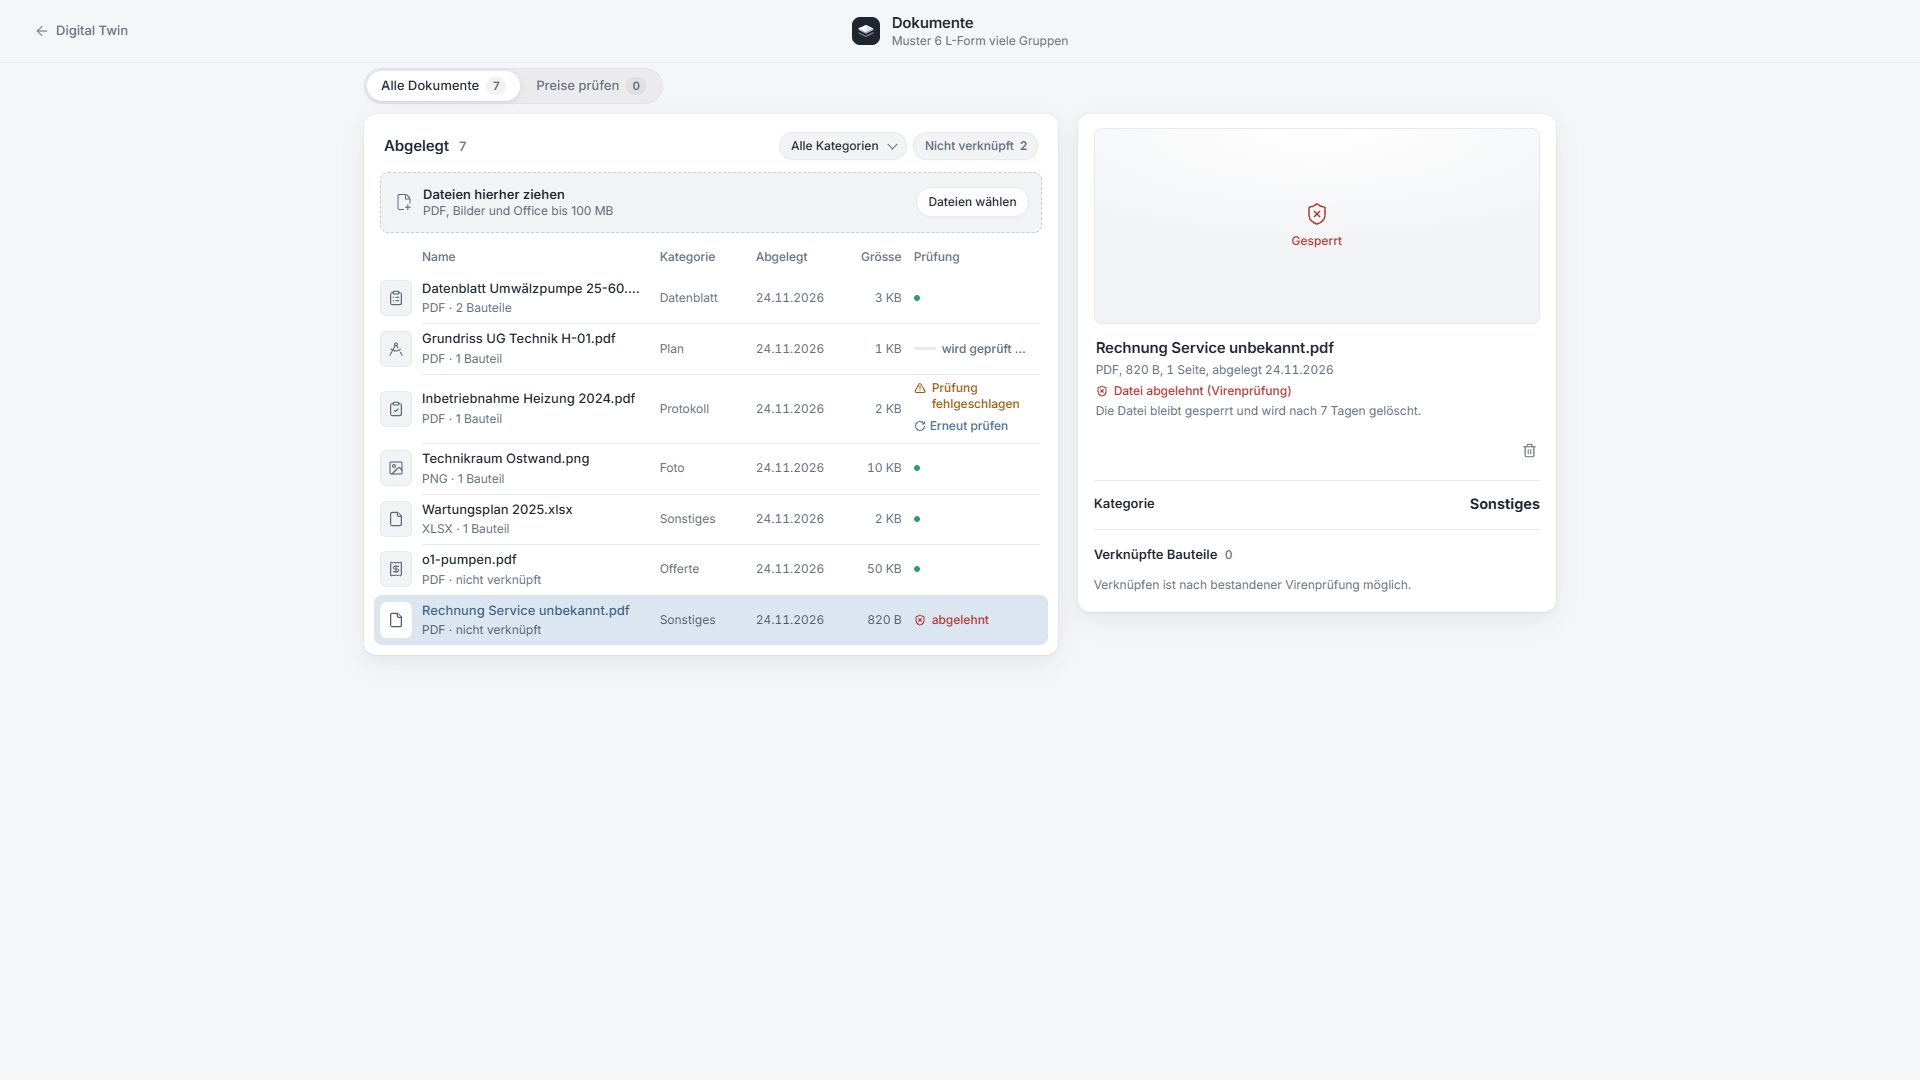 Digital Twin
Dokumente
Muster 6 L-Form viele Gruppen
Alle Dokumente 7
Preise prüfen 0
Abgelegt 7
Alle Kategorien
Nicht verknüpft 2
Dateien hierher ziehen
PDF, Bilder und Office bis 100 MB
Dateien wählen
Name Kategorie Abgelegt Grösse Prüfung
Datenblatt Umwälzpumpe 25-60....
PDF · 2 Bauteile
Datenblatt 24.11.2026 3 KB
Grundriss UG Technik H-01.pdf
PDF · 1 Bauteil
Plan 24.11.2026 1 KB wird geprüft ...
Inbetriebnahme Heizung 2024.pdf
PDF · 1 Bauteil
Protokoll 24.11.2026 2 KB
Prüfung
fehlgeschlagen
Erneut prüfen
Technikraum Ostwand.png
PNG · 1 Bauteil
Foto 24.11.2026 10 KB
Wartungsplan 2025.xlsx
XLSX · 1 Bauteil
Sonstiges 24.11.2026 2 KB
o1-pumpen.pdf
PDF · nicht verknüpft
Offerte 24.11.2026 50 KB
Rechnung Service unbekannt.pdf
PDF · nicht verknüpft
Sonstiges 24.11.2026 820 B abgelehnt
Gesperrt
Rechnung Service unbekannt.pdf
PDF, 820 B, 1 Seite, abgelegt 24.11.2026
Datei abgelehnt (Virenprüfung)
Die Datei bleibt gesperrt und wird nach 7 Tagen gelöscht.
Kategorie Sonstiges
Verknüpfte Bauteile 0
Verknüpfen ist nach bestandener Virenprüfung möglich.